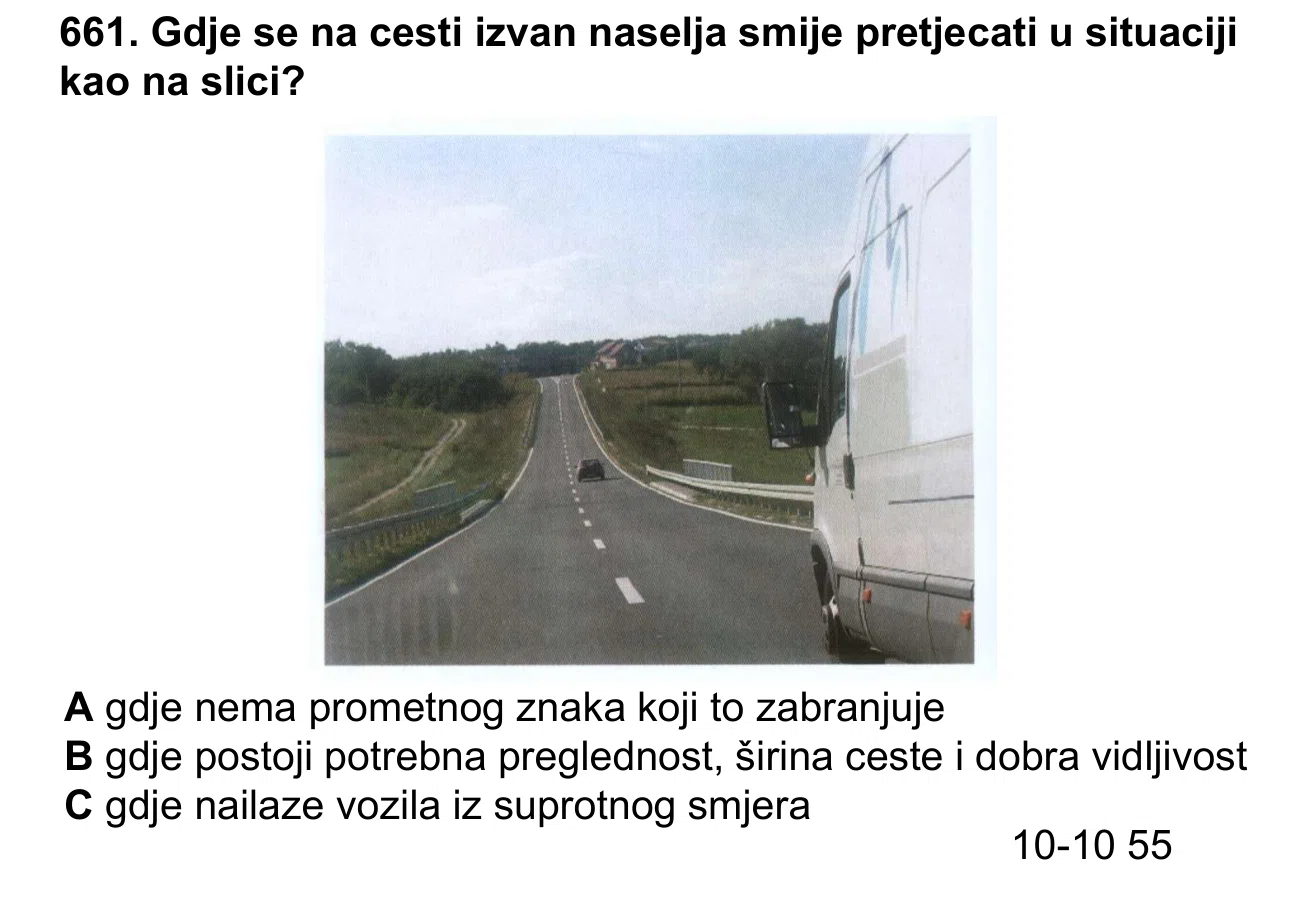 661. Gdje se na cesti izvan naselja smije pretjecati u situaciji
kao na slici?
A gdje nema prometnog znaka koji to zabranjuje
B gdje postoji potrebna preglednost, širina ceste i dobra vidljivost
C gdje nailaze vozila iz suprotnog smjera
10-10 55